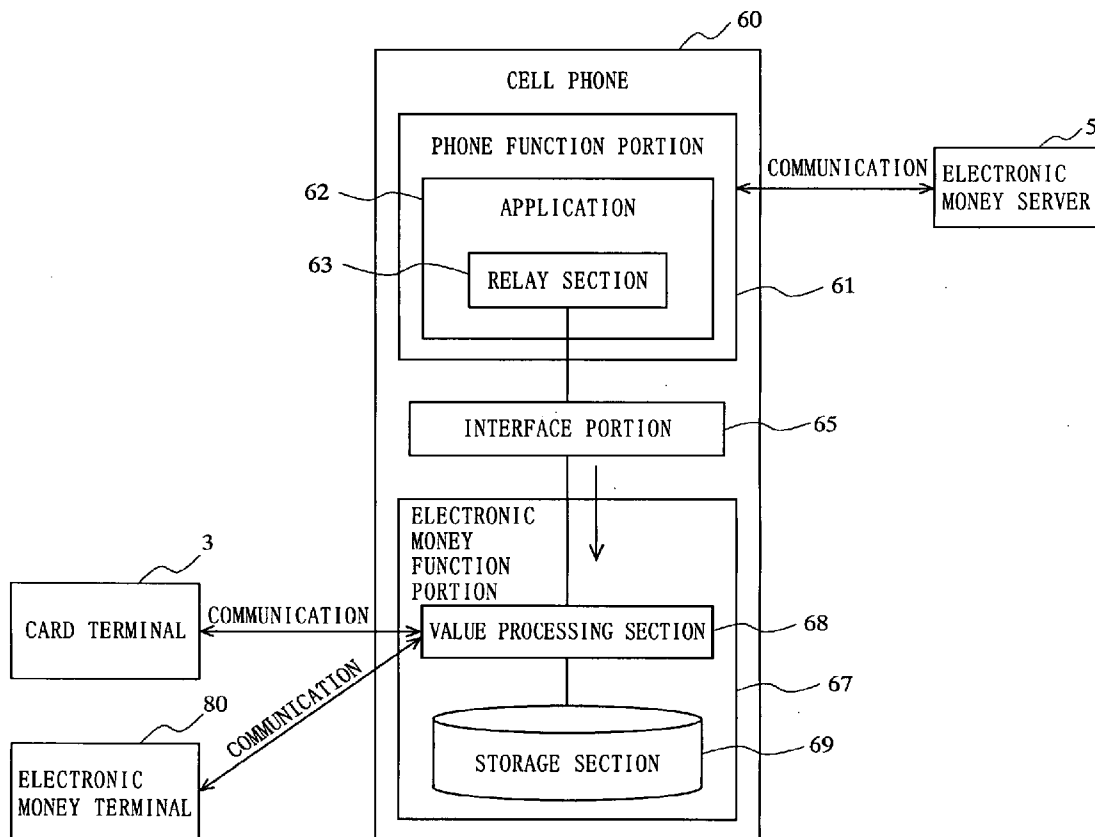 60
CELL PHONE
5
PHONE FUNCTION PORTION
COMMUNICATION
ELECTRONIC
MONEY SERVER
62
APPLICATION
63
RELAY SECTION
61
INTERFACE PORTION
65
ELECTRONIC
MONEY
FUNCTION
PORTION
3
COMMUNICATION
CARD TERMINAL
VALUE PROCESSING SECTION
68
67
80
COMMUNICATION
ELECTRONIC
MONEY TERMINAL
STORAGE SECTION
69